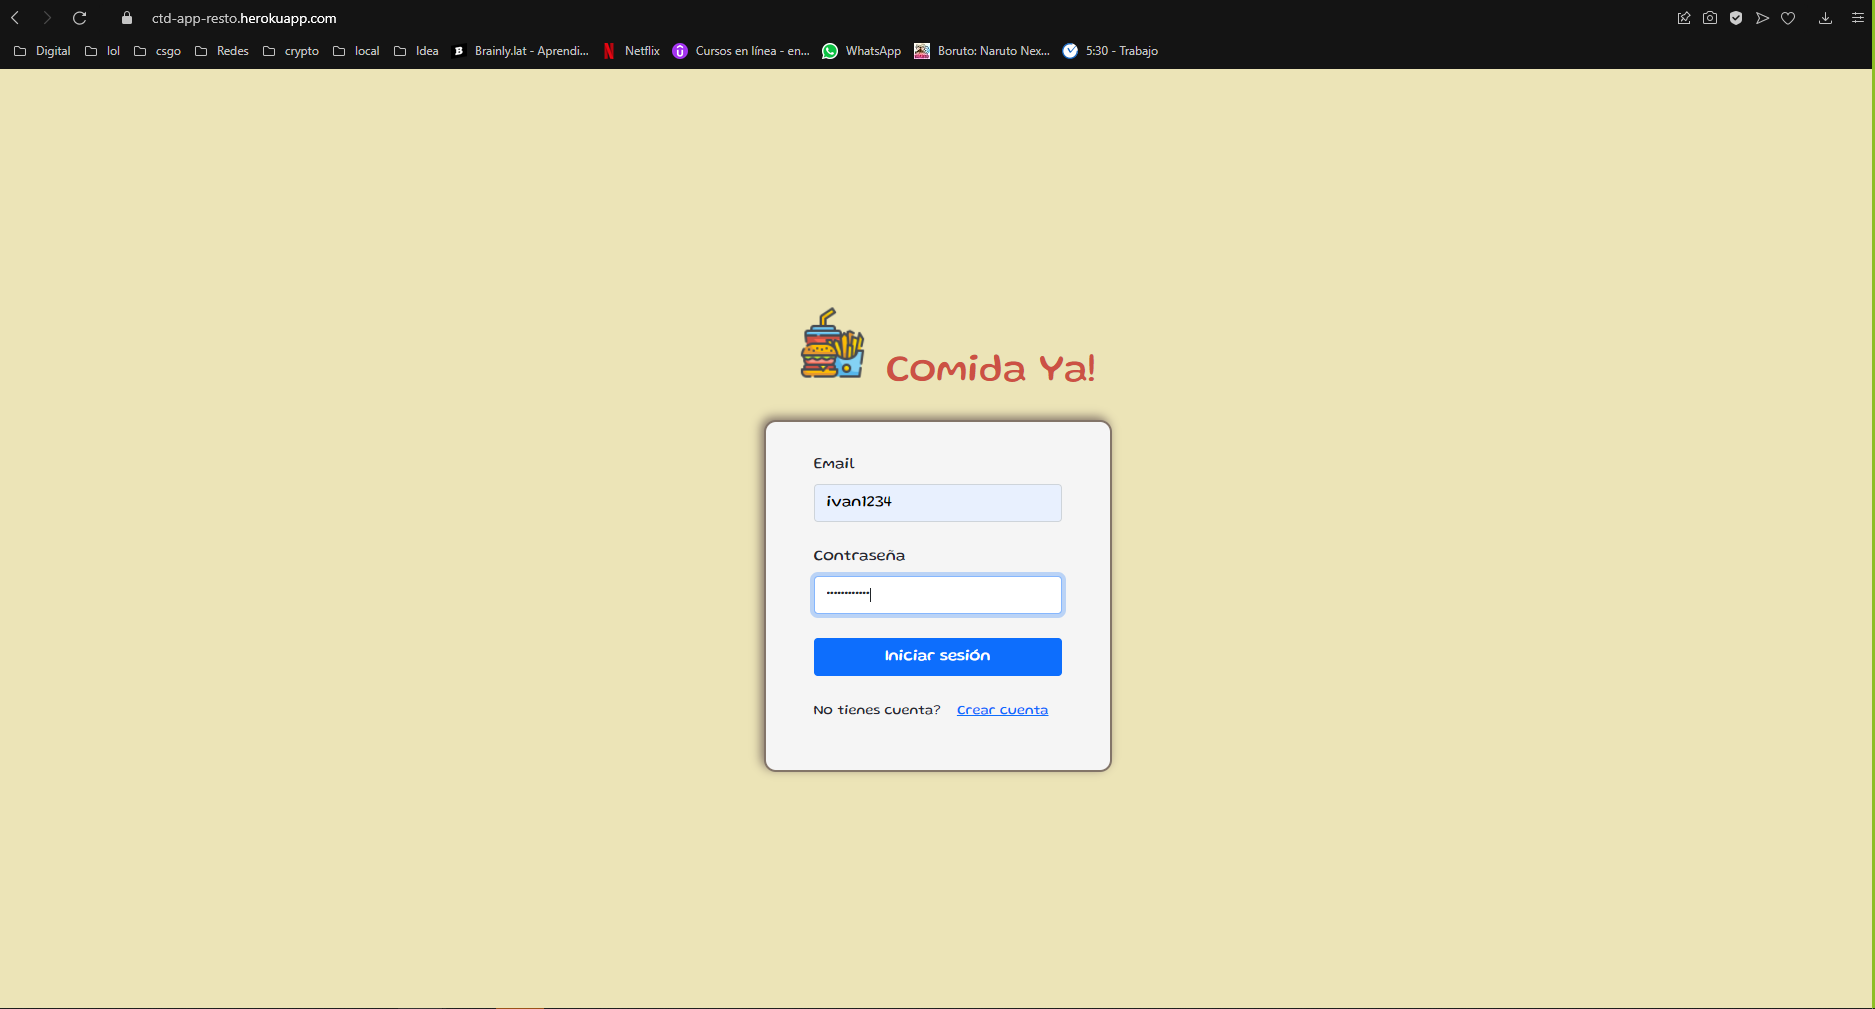 ctd-app-resto.herokuapp.com
Digital lol csgo Redes crypto local Idea Brainly.lat - Aprendi... Netflix Cursos en línea - en... WhatsApp Boruto: Naruto Nex... 5:30 - Trabajo
Comida Ya!
Email
ivan1234
Contraseña
············
Iniciar sesión
No tienes cuenta? Crear cuenta